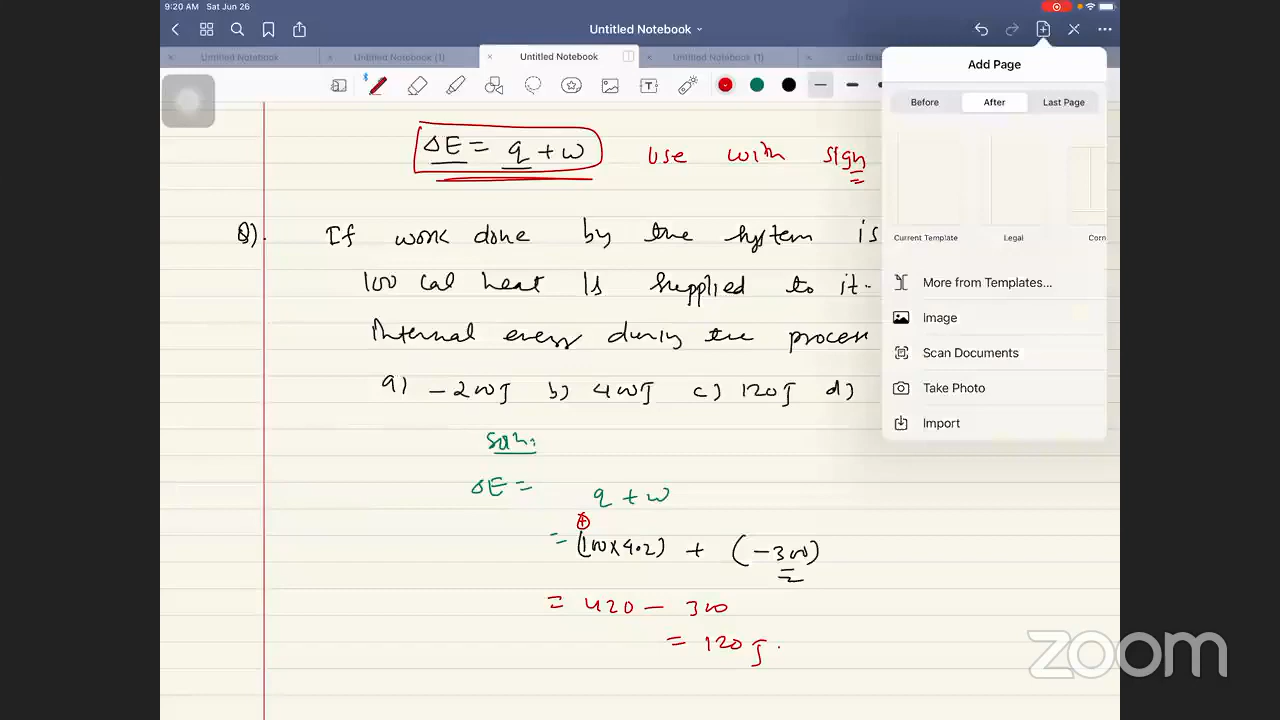 9:20 AM Sat Jun 26
Untitled Notebook
Untitled Notebook
Untitled Notebook (1)
Untitled Notebook
Untitled Notebook (1)
Add Page
Before After Last Page
Current Template Legal Corn
More from Templates...
Image
Scan Documents
Take Photo
Import
ΔE = q + w use with sign
Q). If work done by the system is
100 cal heat is supplied to it.
Internal energy during the process
a) -200J b) 400J c) 120J d)
Soln:
ΔE = q + w
+
= (100×4.2) + (-300)
= 420 - 300
= 120 J.
zoom